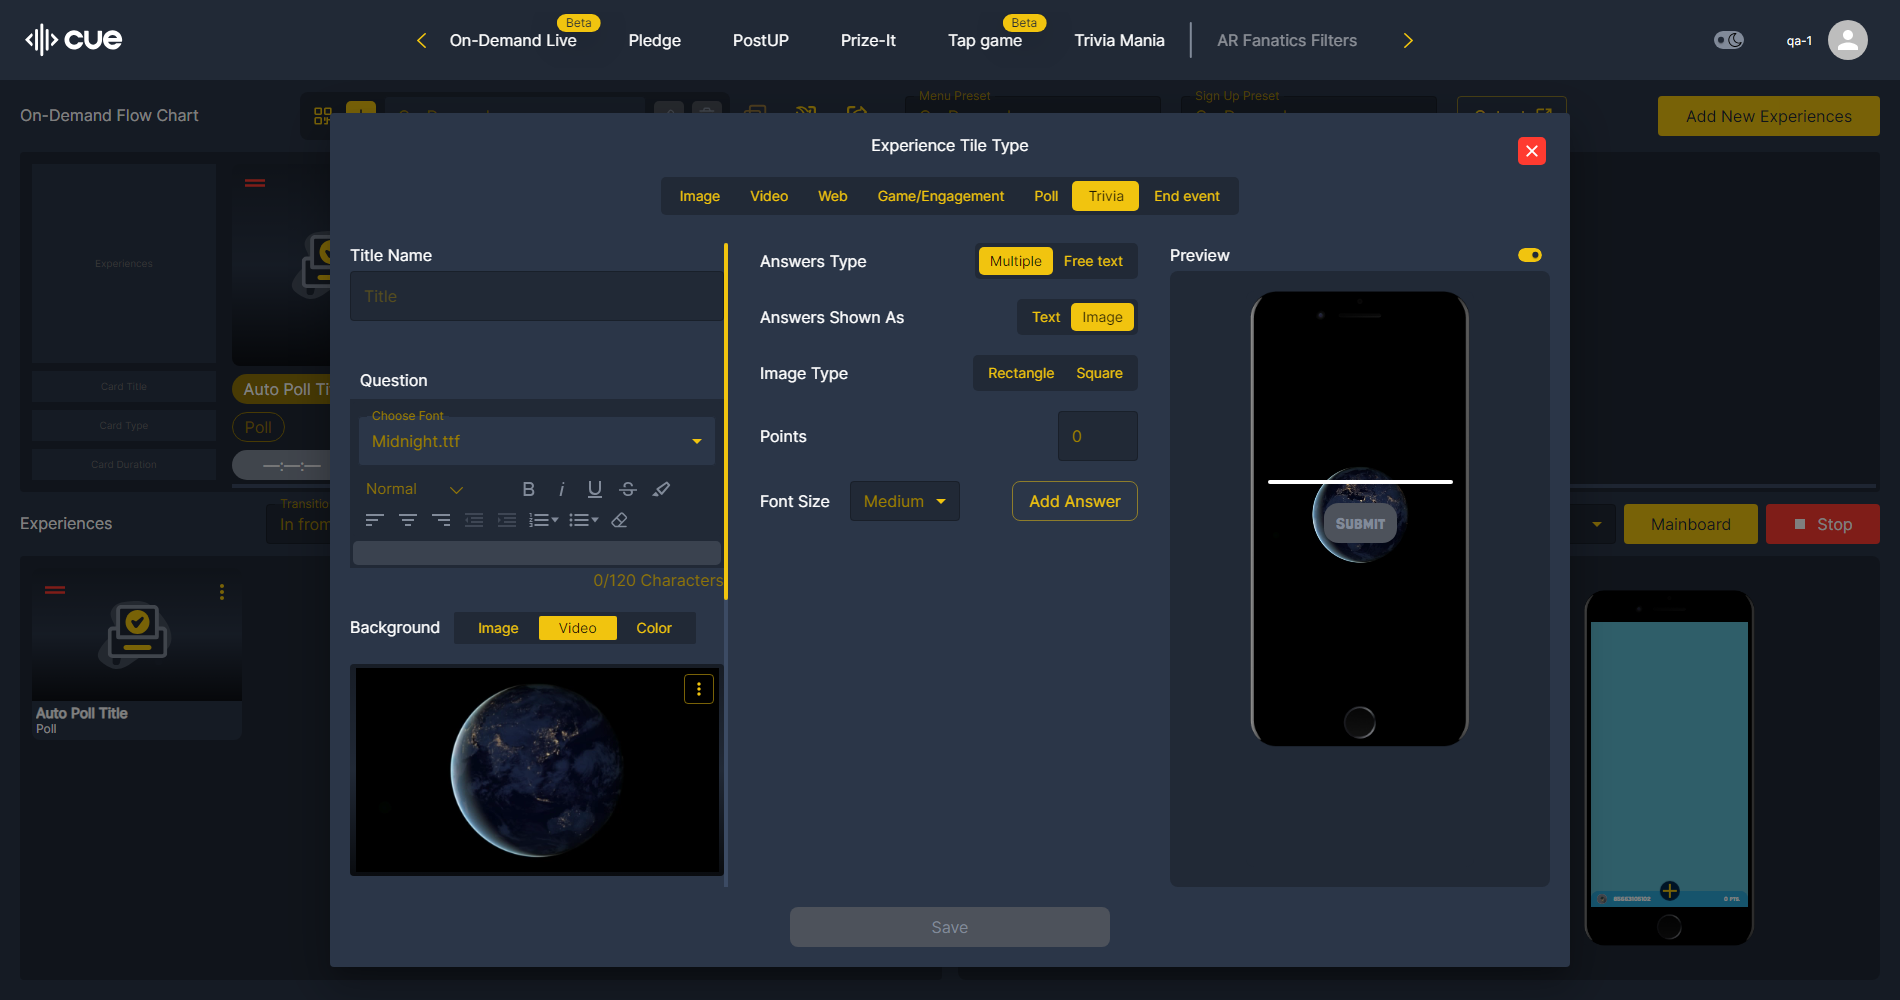 cue
Beta
Beta
On-Demand Live
Pledge
PostUP
Prize-It
Tap game
Trivia Mania
AR Fanatics Filters
qa-1
On-Demand Flow Chart
Menu Preset
Sign Up Preset
Add New Experiences
Experience Tile Type
Image
Video
Web
Game/Engagement
Poll
Trivia
End event
Experiences
Card Title
Card Type
Card Duration
Auto Poll Ti
Poll
—:—:—
Title Name
Title
Question
Choose Font
Midnight.ttf
Normal
B
i
U
S
0/120 Characters
Background
Image
Video
Color
Answers Type
Multiple
Free text
Answers Shown As
Text
Image
Image Type
Rectangle
Square
Points
0
Font Size
Medium
Add Answer
Preview
SUBMIT
Save
Experiences
Transitio
In from
Mainboard
Stop
Auto Poll Title
Poll
0 PTS.